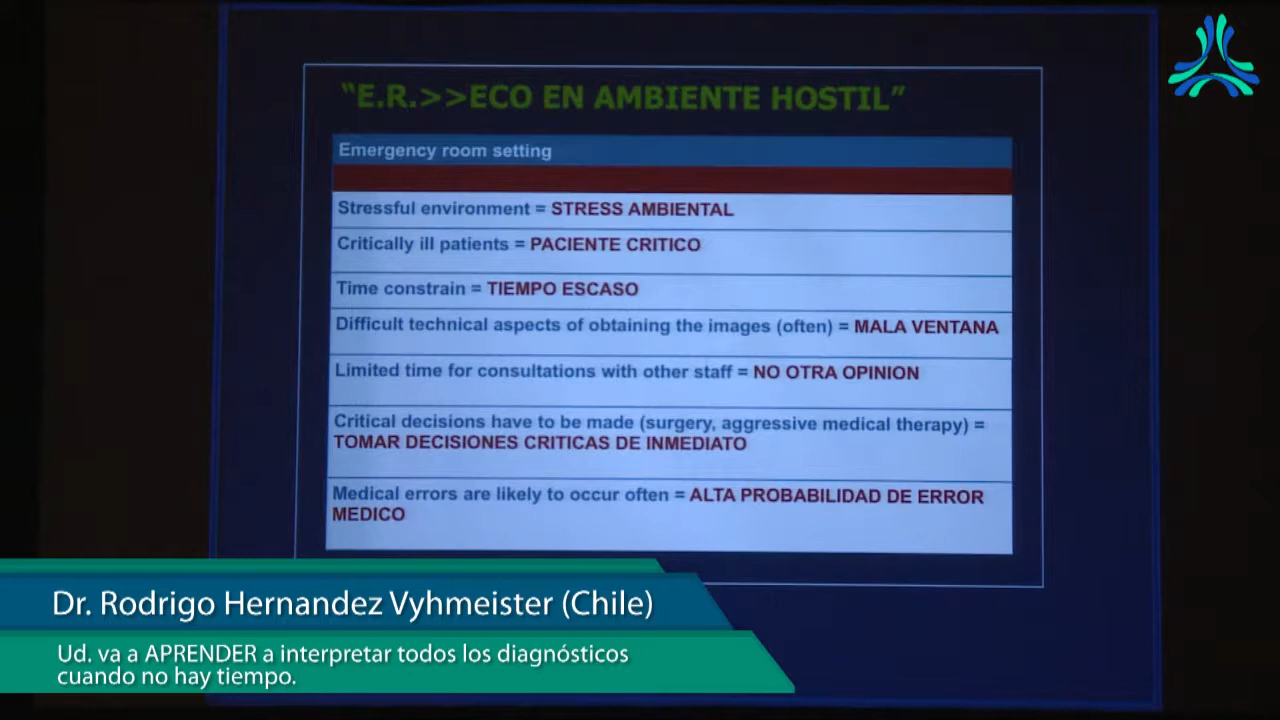 “E.R.>>ECO EN AMBIENTE HOSTIL”
Emergency room setting
Stressful environment = STRESS AMBIENTAL
Critically ill patients = PACIENTE CRITICO
Time constrain = TIEMPO ESCASO
Difficult technical aspects of obtaining the images (often) = MALA VENTANA
Limited time for consultations with other staff = NO OTRA OPINION
Critical decisions have to be made (surgery, aggressive medical therapy) =
TOMAR DECISIONES CRITICAS DE INMEDIATO
Medical errors are likely to occur often = ALTA PROBABILIDAD DE ERROR
MEDICO
Dr. Rodrigo Hernandez Vyhmeister (Chile)
Ud. va a APRENDER a interpretar todos los diagnósticos
cuando no hay tiempo.